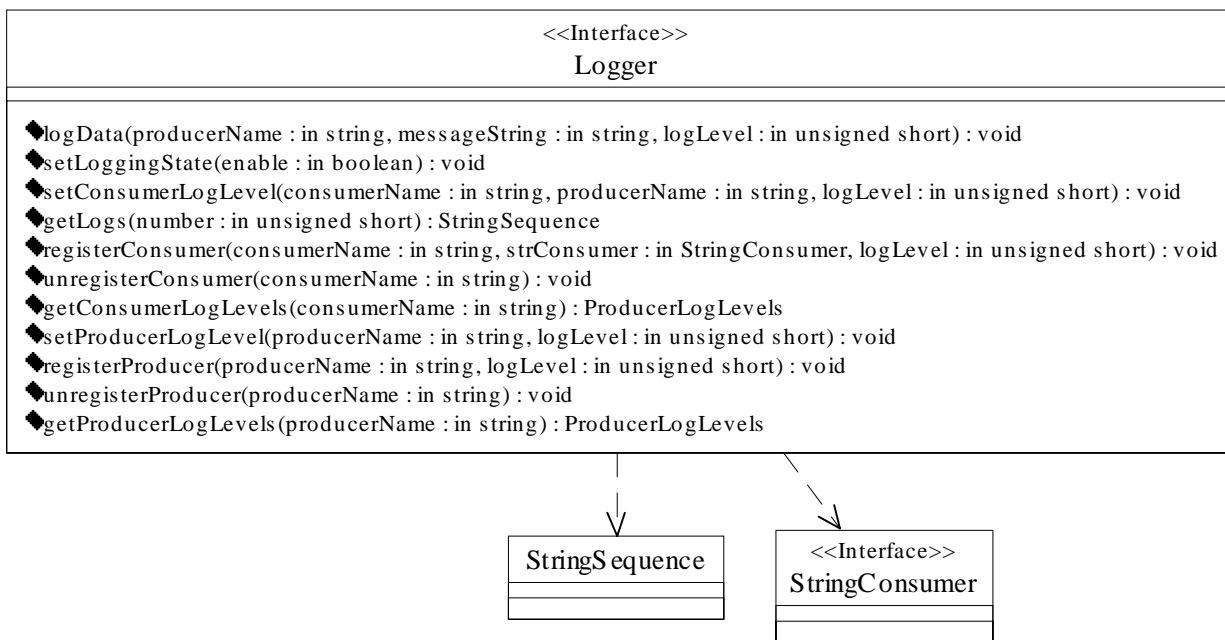 <<Interface>>
Logger
logData(producerName : in string, messageString : in string, logLevel : in unsigned short) : void
setLoggingState(enable : in boolean) : void
setConsumerLogLevel(consumerName : in string, producerName : in string, logLevel : in unsigned short) : void
getLogs(number : in unsigned short) : StringSequence
registerConsumer(consumerName : in string, strConsumer : in StringConsumer, logLevel : in unsigned short) : void
unregisterConsumer(consumerName : in string) : void
getConsumerLogLevels(consumerName : in string) : ProducerLogLevels
setProducerLogLevel(producerName : in string, logLevel : in unsigned short) : void
registerProducer(producerName : in string, logLevel : in unsigned short) : void
unregisterProducer(producerName : in string) : void
getProducerLogLevels(producerName : in string) : ProducerLogLevels
StringSequence
<<Interface>>
StringConsumer